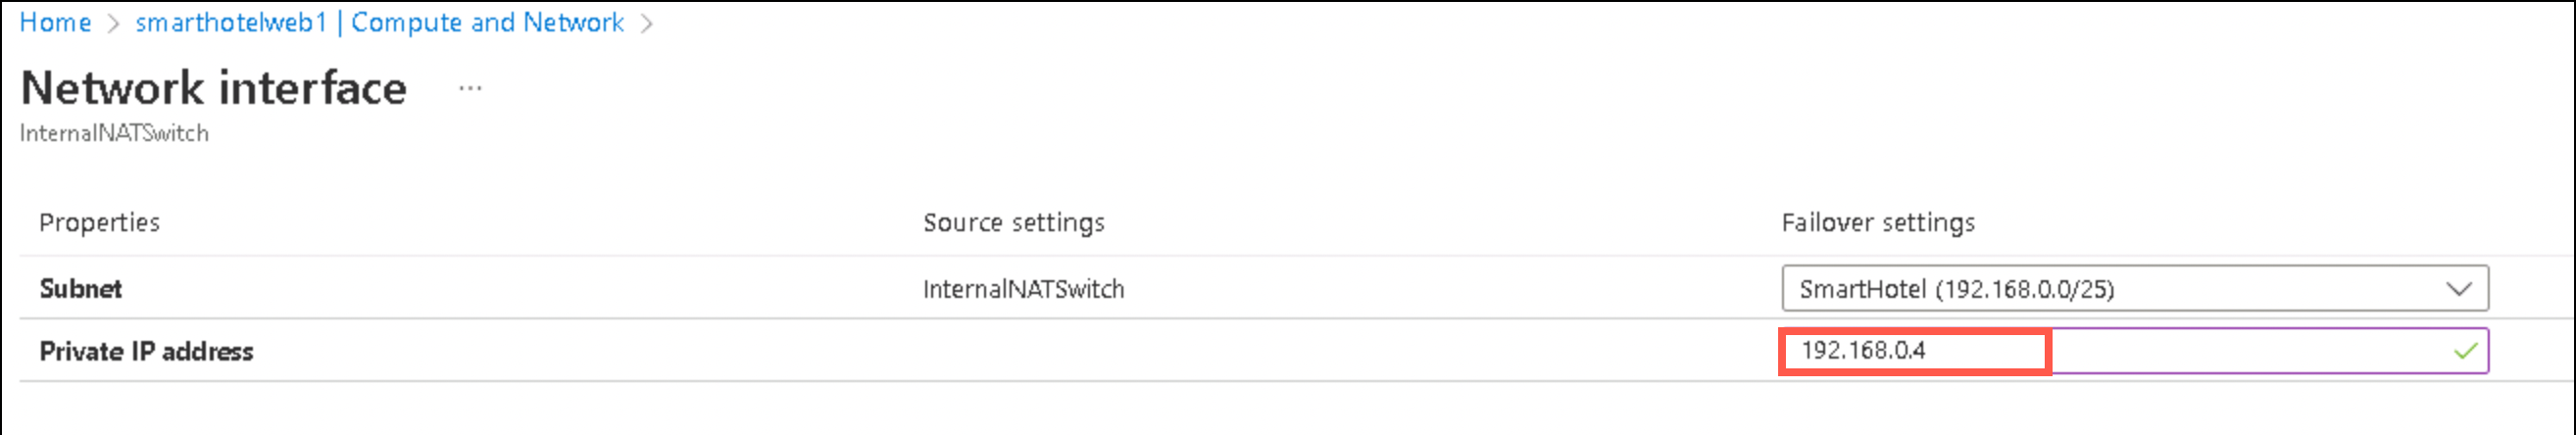 Home > smarthotelweb1 | Compute and Network >
Network interface ...
InternalNATSwitch
Properties Source settings Failover settings
Subnet InternalNATSwitch SmartHotel (192.168.0.0/25)
Private IP address 192.168.0.4